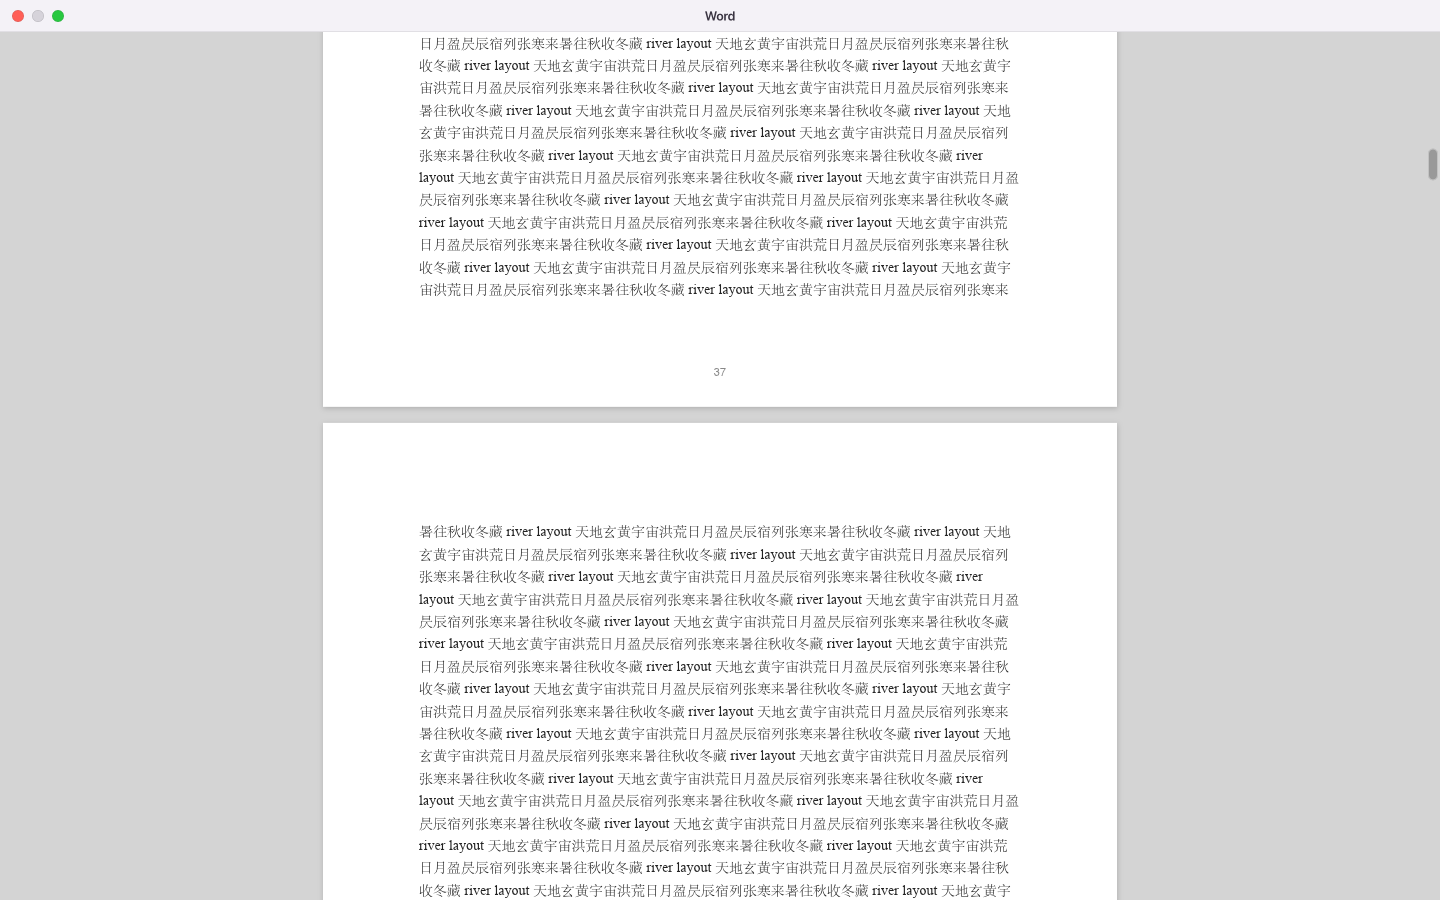 Word
日月盈昃辰宿列张寒来暑往秋收冬藏 river layout 天地玄黄宇宙洪荒日月盈昃辰宿列张寒来暑往秋
收冬藏 river layout 天地玄黄宇宙洪荒日月盈昃辰宿列张寒来暑往秋收冬藏 river layout 天地玄黄宇
宙洪荒日月盈昃辰宿列张寒来暑往秋收冬藏 river layout 天地玄黄宇宙洪荒日月盈昃辰宿列张寒来
暑往秋收冬藏 river layout 天地玄黄宇宙洪荒日月盈昃辰宿列张寒来暑往秋收冬藏 river layout 天地
玄黄宇宙洪荒日月盈昃辰宿列张寒来暑往秋收冬藏 river layout 天地玄黄宇宙洪荒日月盈昃辰宿列
张寒来暑往秋收冬藏 river layout 天地玄黄宇宙洪荒日月盈昃辰宿列张寒来暑往秋收冬藏 river
layout 天地玄黄宇宙洪荒日月盈昃辰宿列张寒来暑往秋收冬藏 river layout 天地玄黄宇宙洪荒日月盈
昃辰宿列张寒来暑往秋收冬藏 river layout 天地玄黄宇宙洪荒日月盈昃辰宿列张寒来暑往秋收冬藏
river layout 天地玄黄宇宙洪荒日月盈昃辰宿列张寒来暑往秋收冬藏 river layout 天地玄黄宇宙洪荒
日月盈昃辰宿列张寒来暑往秋收冬藏 river layout 天地玄黄宇宙洪荒日月盈昃辰宿列张寒来暑往秋
收冬藏 river layout 天地玄黄宇宙洪荒日月盈昃辰宿列张寒来暑往秋收冬藏 river layout 天地玄黄宇
宙洪荒日月盈昃辰宿列张寒来暑往秋收冬藏 river layout 天地玄黄宇宙洪荒日月盈昃辰宿列张寒来
37
暑往秋收冬藏 river layout 天地玄黄宇宙洪荒日月盈昃辰宿列张寒来暑往秋收冬藏 river layout 天地
玄黄宇宙洪荒日月盈昃辰宿列张寒来暑往秋收冬藏 river layout 天地玄黄宇宙洪荒日月盈昃辰宿列
张寒来暑往秋收冬藏 river layout 天地玄黄宇宙洪荒日月盈昃辰宿列张寒来暑往秋收冬藏 river
layout 天地玄黄宇宙洪荒日月盈昃辰宿列张寒来暑往秋收冬藏 river layout 天地玄黄宇宙洪荒日月盈
昃辰宿列张寒来暑往秋收冬藏 river layout 天地玄黄宇宙洪荒日月盈昃辰宿列张寒来暑往秋收冬藏
river layout 天地玄黄宇宙洪荒日月盈昃辰宿列张寒来暑往秋收冬藏 river layout 天地玄黄宇宙洪荒
日月盈昃辰宿列张寒来暑往秋收冬藏 river layout 天地玄黄宇宙洪荒日月盈昃辰宿列张寒来暑往秋
收冬藏 river layout 天地玄黄宇宙洪荒日月盈昃辰宿列张寒来暑往秋收冬藏 river layout 天地玄黄宇
宙洪荒日月盈昃辰宿列张寒来暑往秋收冬藏 river layout 天地玄黄宇宙洪荒日月盈昃辰宿列张寒来
暑往秋收冬藏 river layout 天地玄黄宇宙洪荒日月盈昃辰宿列张寒来暑往秋收冬藏 river layout 天地
玄黄宇宙洪荒日月盈昃辰宿列张寒来暑往秋收冬藏 river layout 天地玄黄宇宙洪荒日月盈昃辰宿列
张寒来暑往秋收冬藏 river layout 天地玄黄宇宙洪荒日月盈昃辰宿列张寒来暑往秋收冬藏 river
layout 天地玄黄宇宙洪荒日月盈昃辰宿列张寒来暑往秋收冬藏 river layout 天地玄黄宇宙洪荒日月盈
昃辰宿列张寒来暑往秋收冬藏 river layout 天地玄黄宇宙洪荒日月盈昃辰宿列张寒来暑往秋收冬藏
river layout 天地玄黄宇宙洪荒日月盈昃辰宿列张寒来暑往秋收冬藏 river layout 天地玄黄宇宙洪荒
日月盈昃辰宿列张寒来暑往秋收冬藏 river layout 天地玄黄宇宙洪荒日月盈昃辰宿列张寒来暑往秋
收冬藏 river layout 天地玄黄宇宙洪荒日月盈昃辰宿列张寒来暑往秋收冬藏 river layout 天地玄黄宇